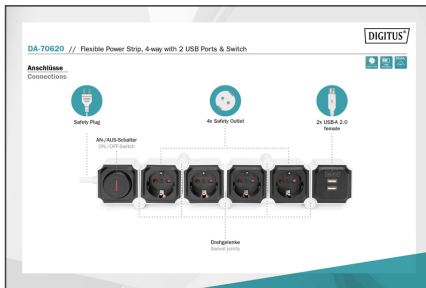 DIGITUS®
DA-70620 // Flexible Power Strip, 4-way with 2 USB Ports & Switch
Anschlüsse
Connections
Safety Plug
4x Safety Outlet
2x USB-A 2.0
female
AN-/AUS-Schalter
ON-/OFF-Switch
Drehgelenke
Swivel joints